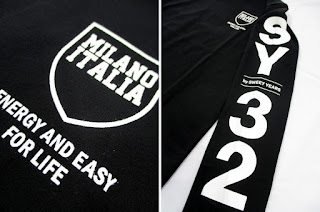 MILANO
ITALIA
ENERGY AND EASY
FOR LIFE
SY
by SWEET YEARS
32